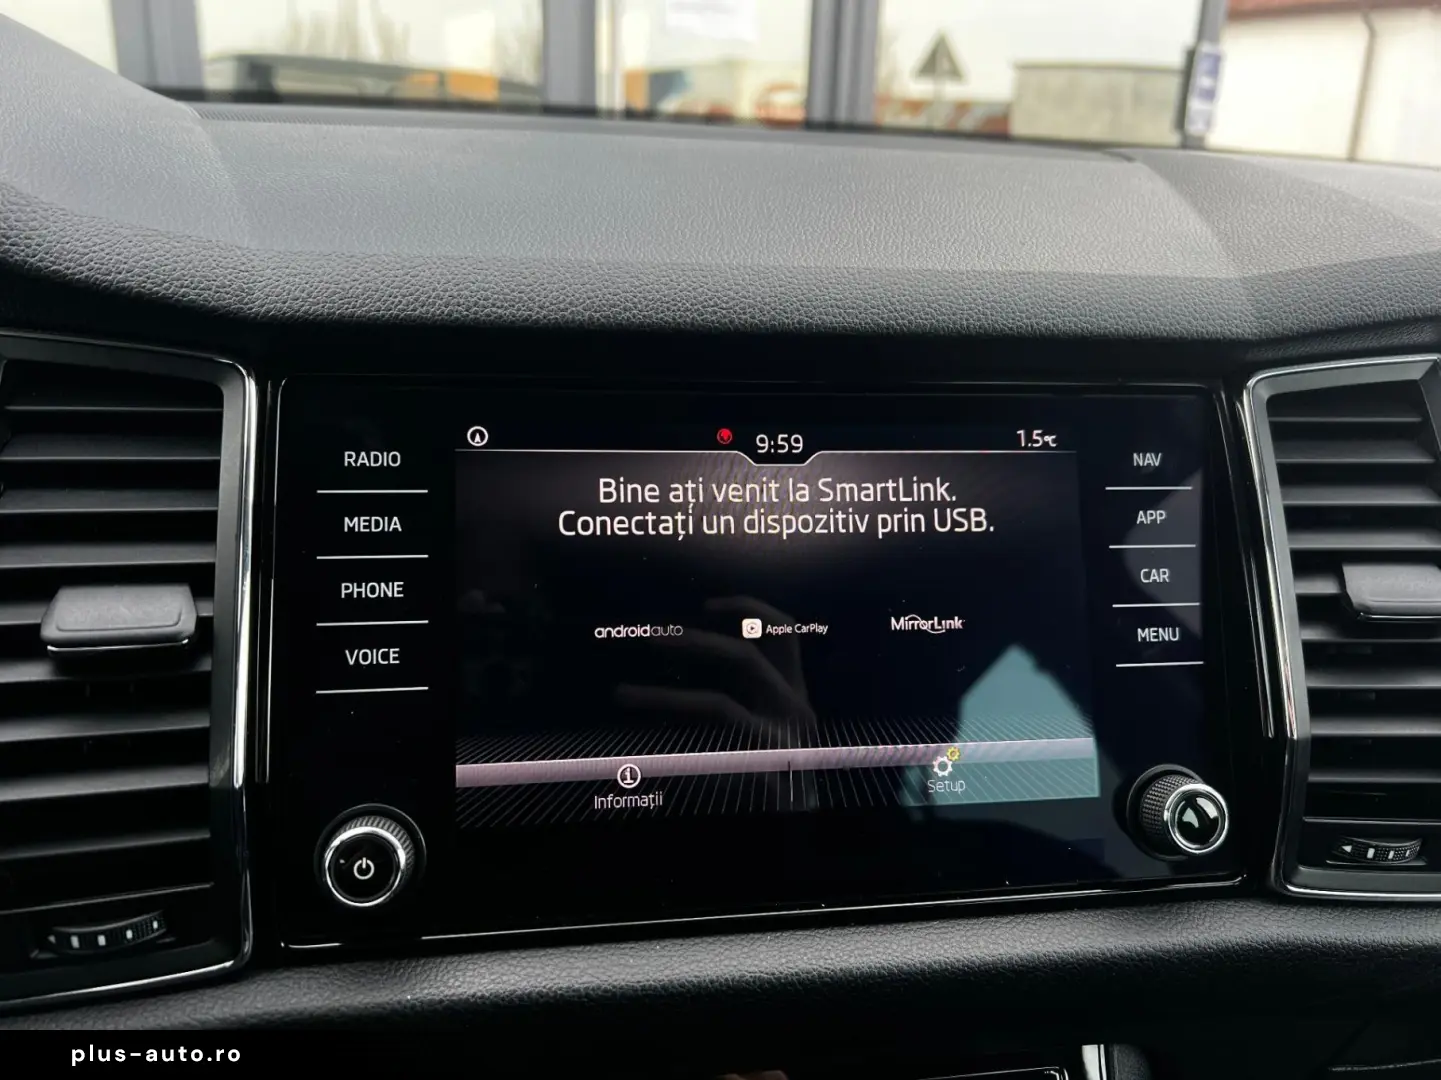 9:59
1.5°C
RADIO
MEDIA
PHONE
VOICE
Bine ați venit la SmartLink.
Conectați un dispozitiv prin USB.
androidauto
Apple CarPlay
MirrorLink
Informații
Setup
NAV
APP
CAR
MENU
plus-auto.ro